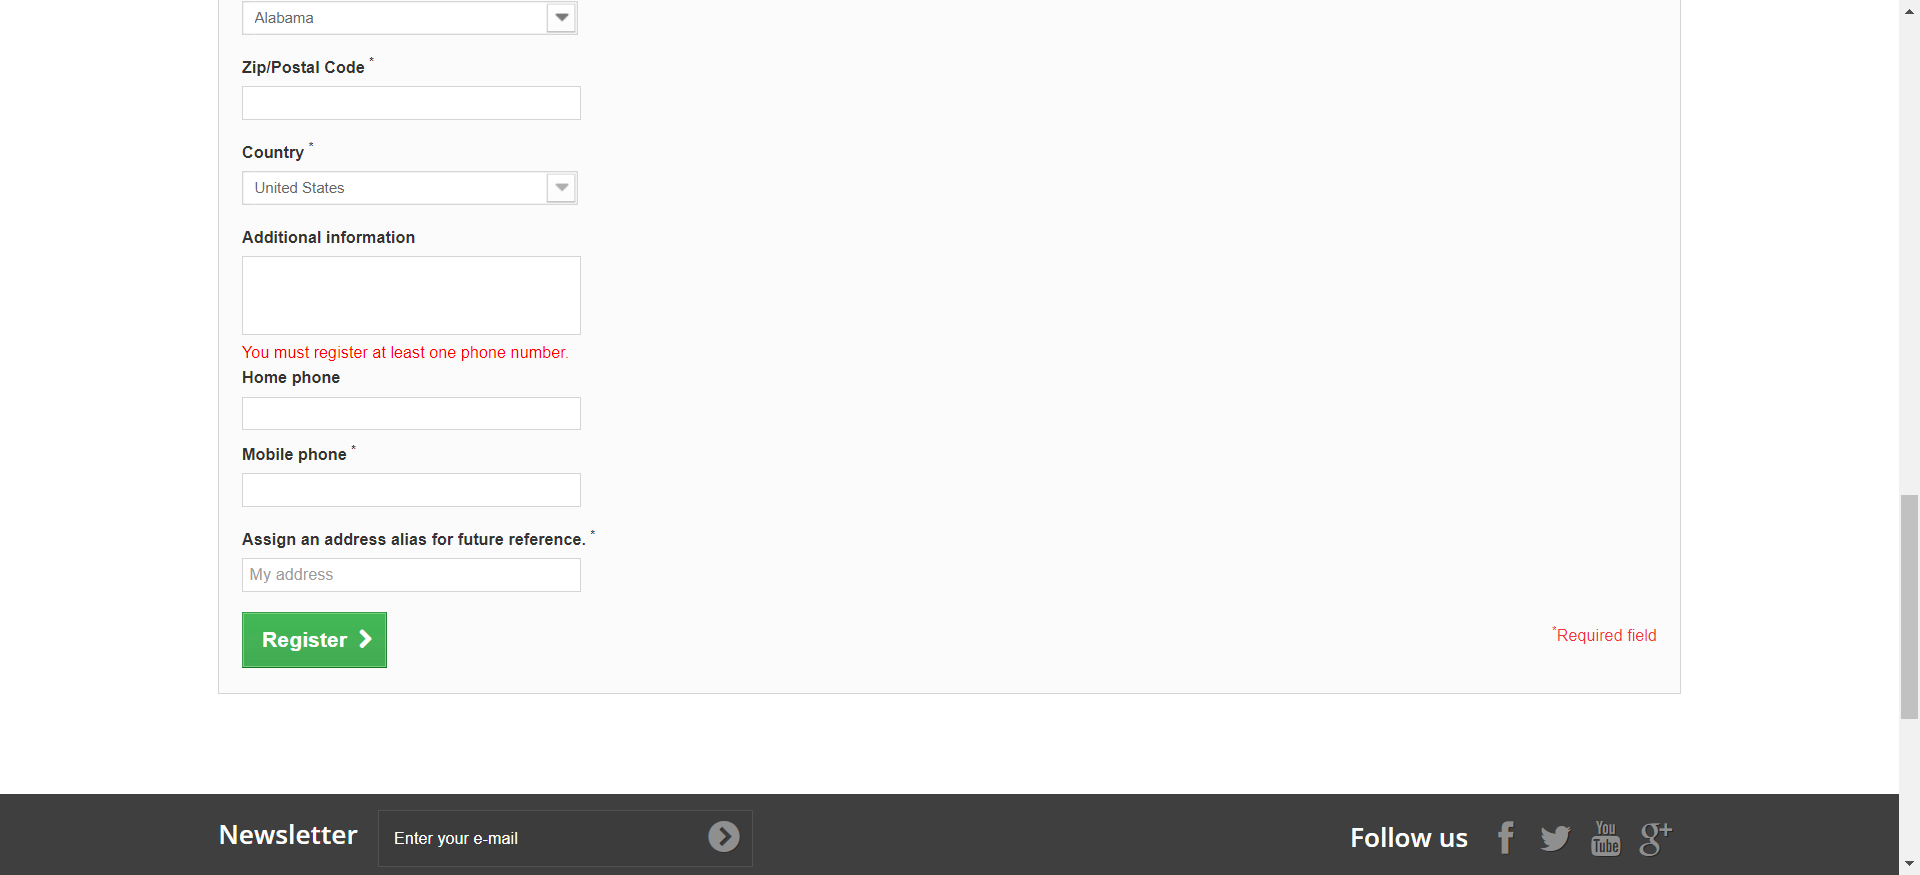 Alabama
Zip/Postal Code *
Country *
United States
Additional information
You must register at least one phone number.
Home phone
Mobile phone *
Assign an address alias for future reference. *
My address
Register
*Required field
Newsletter
Enter your e-mail
Follow us
You
Tube
g+